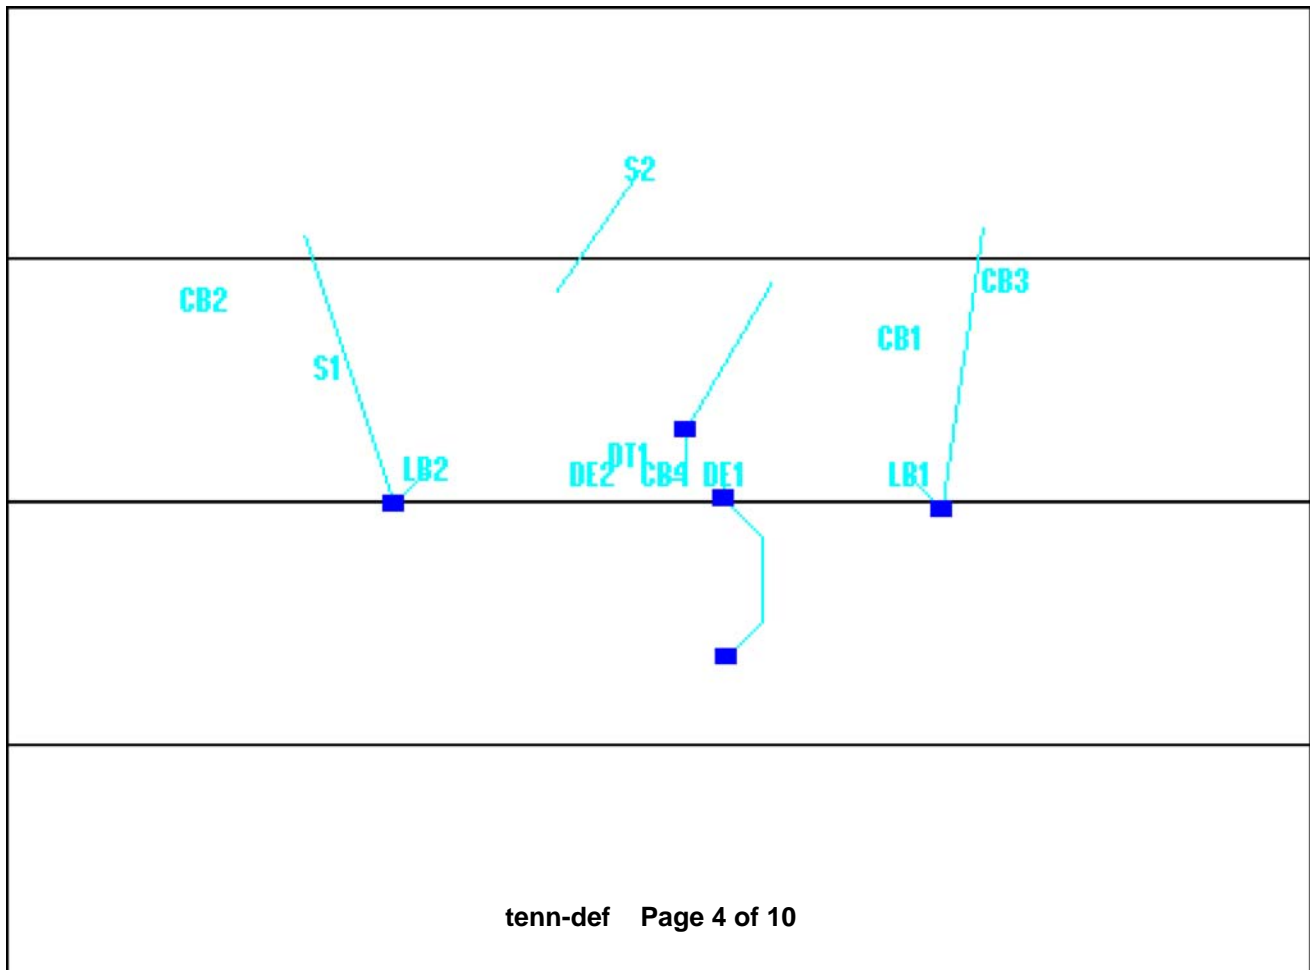 S2
CB3
CB2
CB1
S1
DT1
LB2
DE2
CB4
DE1
LB1
tenn-def Page 4 of 10